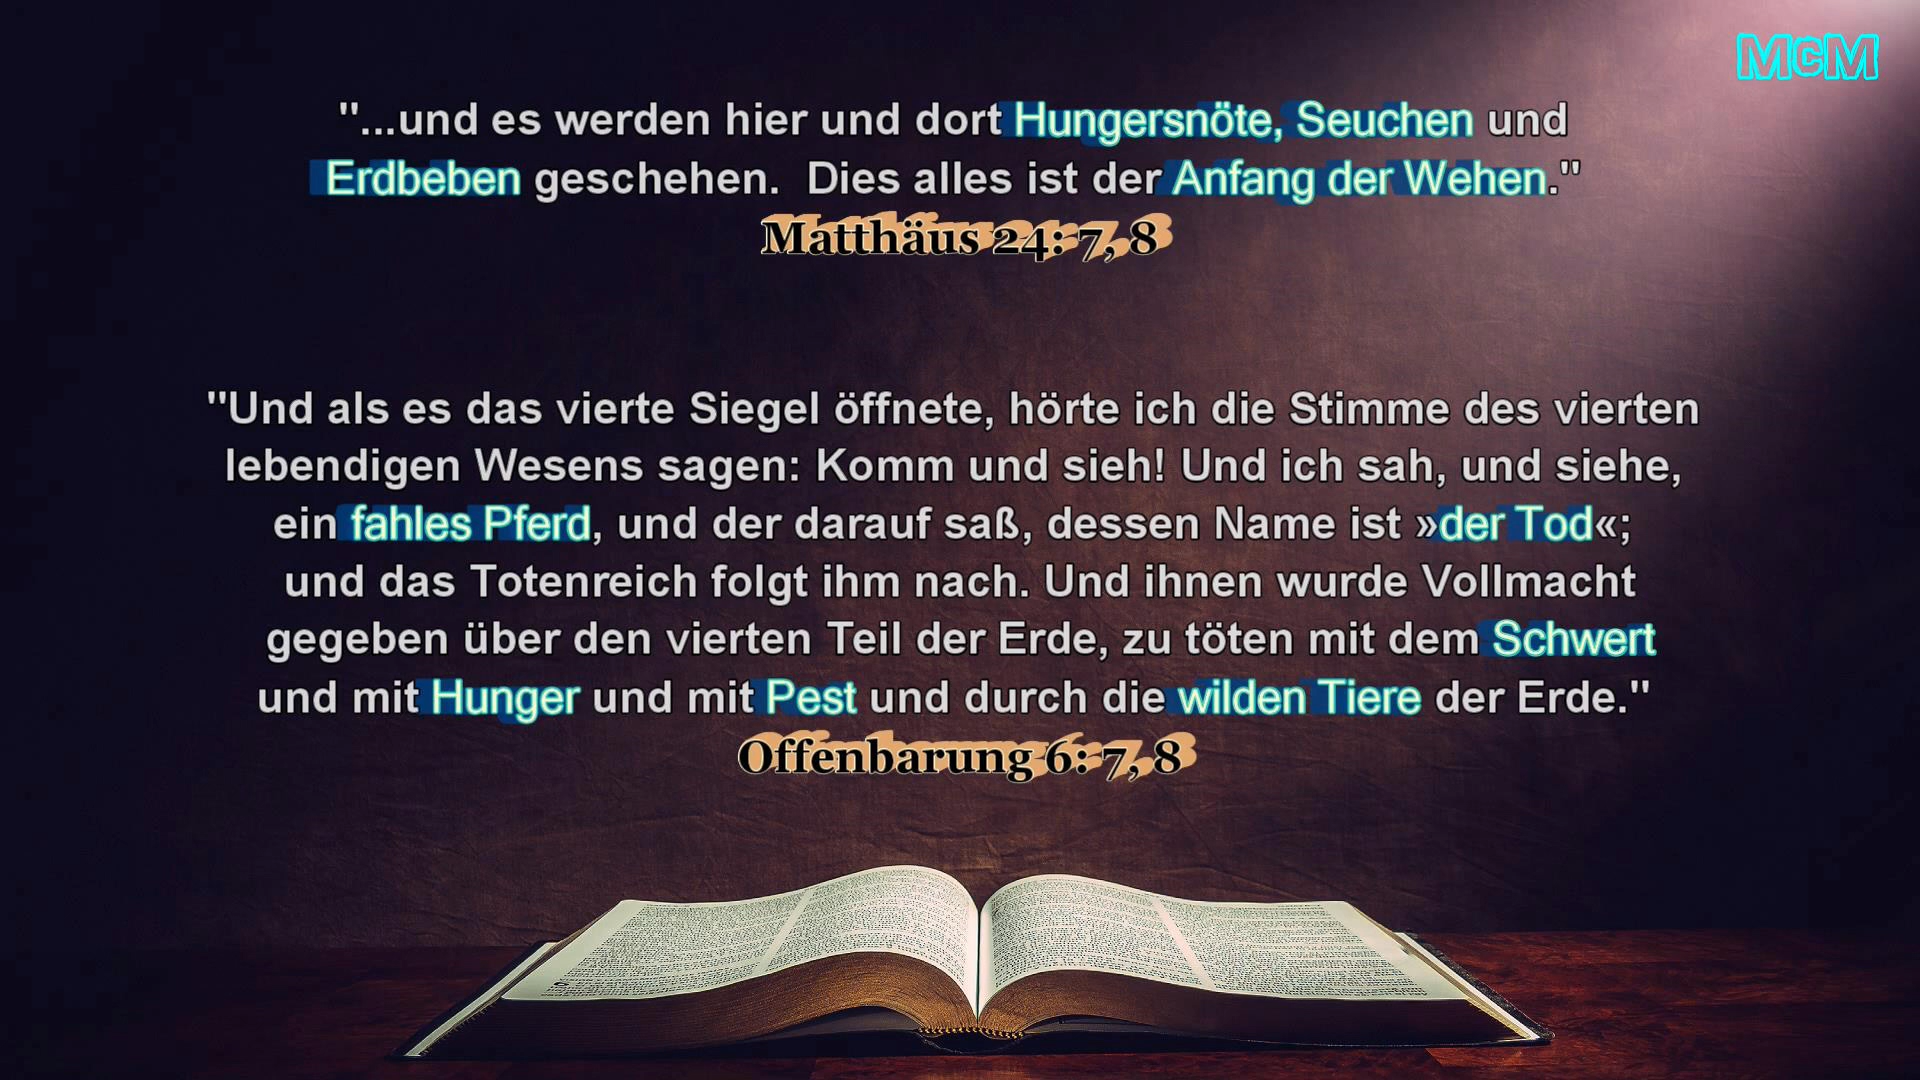 McM
"...und es werden hier und dort Hungersnöte, Seuchen und
Erdbeben geschehen. Dies alles ist der Anfang der Wehen."
Matthäus 24: 7, 8
"Und als es das vierte Siegel öffnete, hörte ich die Stimme des vierten
lebendigen Wesens sagen: Komm und sieh! Und ich sah, und siehe,
ein fahles Pferd, und der darauf saß, dessen Name ist »der Tod«;
und das Totenreich folgt ihm nach. Und ihnen wurde Vollmacht
gegeben über den vierten Teil der Erde, zu töten mit dem Schwert
und mit Hunger und mit Pest und durch die wilden Tiere der Erde."
Offenbarung 6: 7, 8